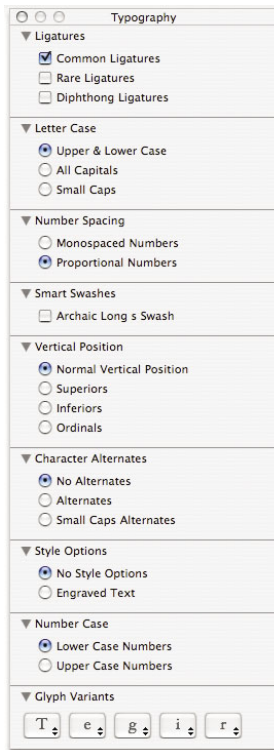 Typography
Ligatures
Common Ligatures
Rare Ligatures
Diphthong Ligatures
Letter Case
Upper & Lower Case
All Capitals
Small Caps
Number Spacing
Monospaced Numbers
Proportional Numbers
Smart Swashes
Archaic Long s Swash
Vertical Position
Normal Vertical Position
Superiors
Inferiors
Ordinals
Character Alternates
No Alternates
Alternates
Small Caps Alternates
Style Options
No Style Options
Engraved Text
Number Case
Lower Case Numbers
Upper Case Numbers
Glyph Variants
T e g i r